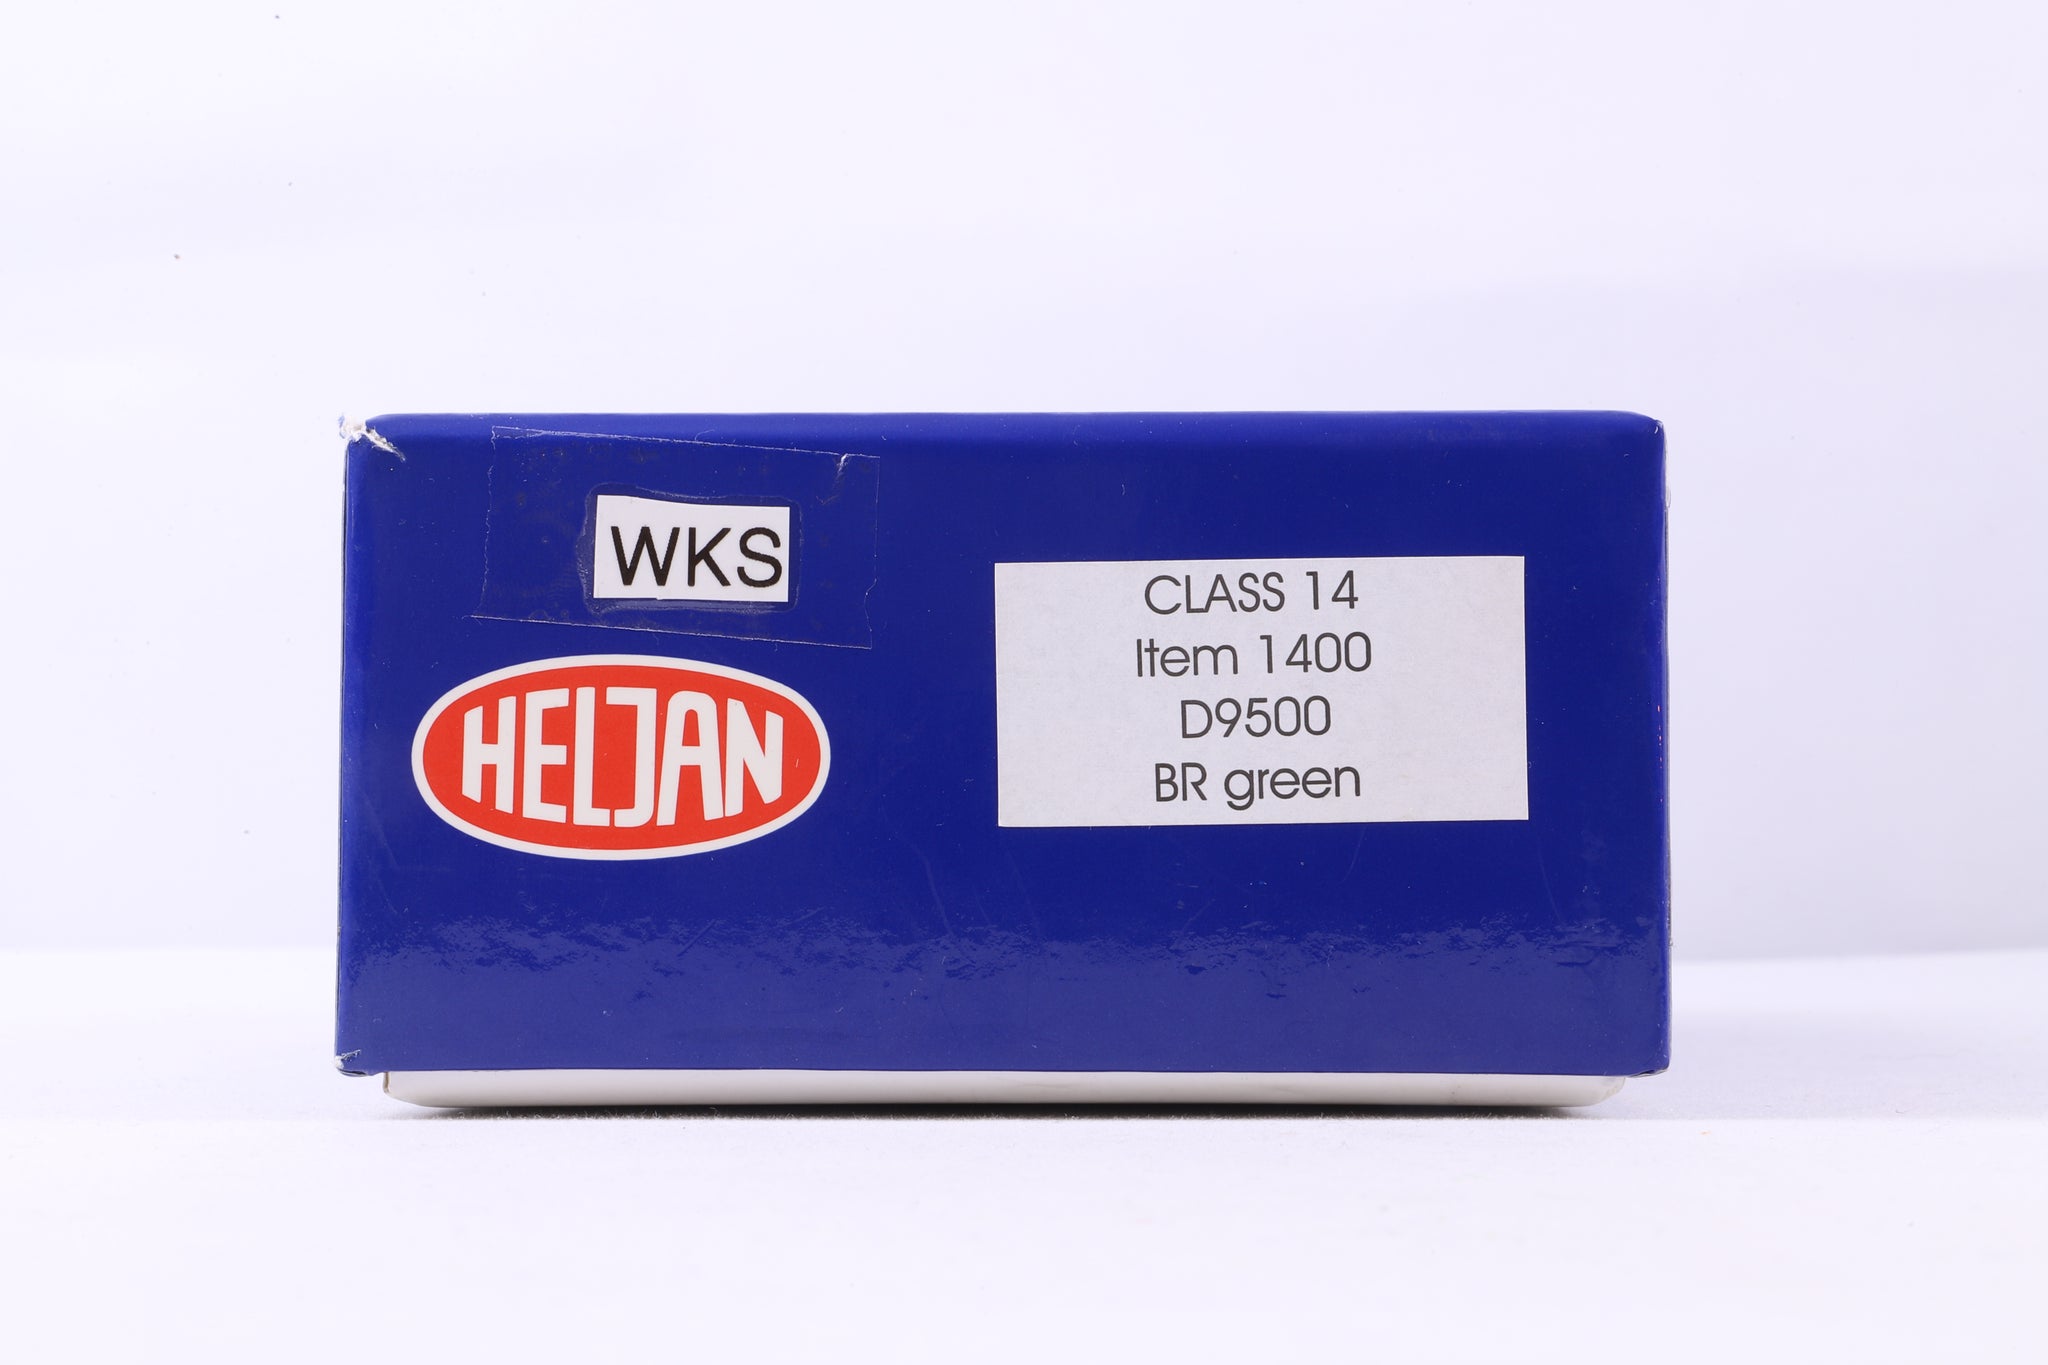 WKS
HELJAN
CLASS 14
Item 1400
D9500
BR green